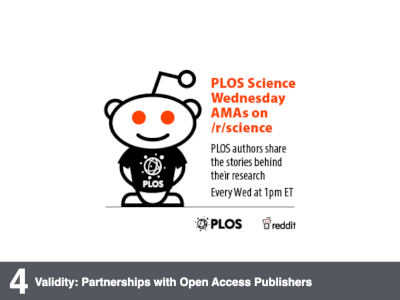 PLOS Science
Wednesday
AMAs on
/r/science
PLOS authors share
the stories behind
their research
Every Wed at 1pm ET
PLOS
PLOS
reddit
4 Validity: Partnerships with Open Access Publishers